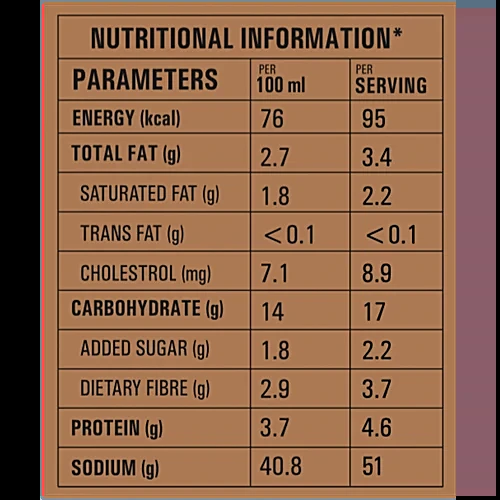 NUTRITIONAL INFORMATION*
PARAMETERS PER 100 ml PER SERVING
ENERGY (kcal) 76 95
TOTAL FAT (g) 2.7 3.4
SATURATED FAT (g) 1.8 2.2
TRANS FAT (g) <0.1 <0.1
CHOLESTROL (mg) 7.1 8.9
CARBOHYDRATE (g) 14 17
ADDED SUGAR (g) 1.8 2.2
DIETARY FIBRE (g) 2.9 3.7
PROTEIN (g) 3.7 4.6
SODIUM (g) 40.8 51